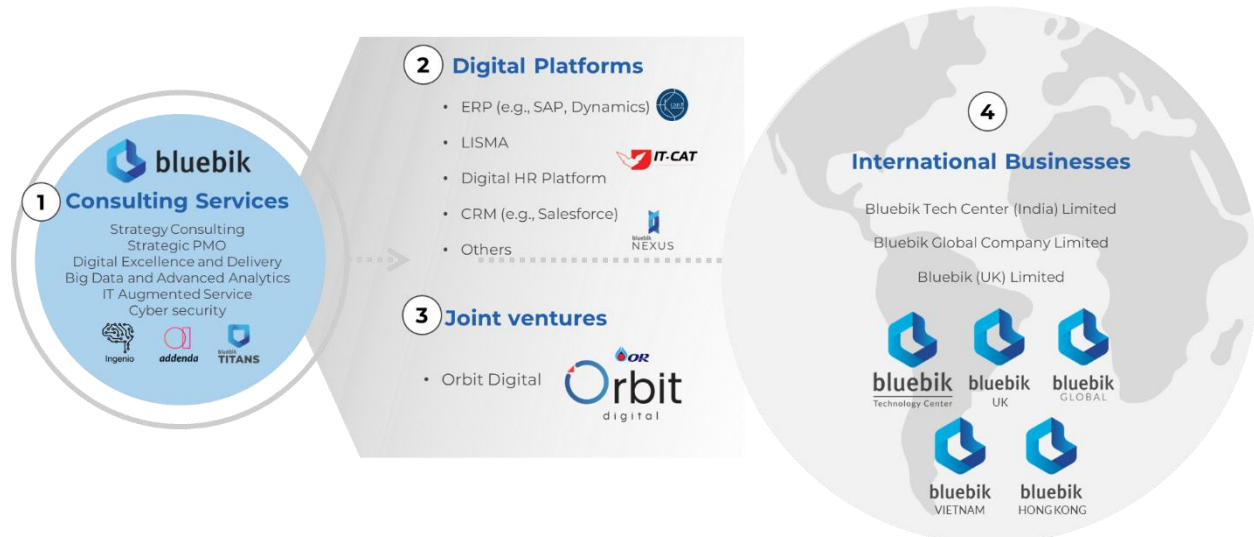 bluebik
1
Consulting Services
Strategy Consulting
Strategic PMO
Digital Excellence and Delivery
Big Data and Advanced Analytics
IT Augmented Service
Cyber security
Ingenio
addenda
bluebik
TITANS
2
Digital Platforms
• ERP (e.g., SAP, Dynamics)
• LISMA
IT-CAT
• Digital HR Platform
• CRM (e.g., Salesforce)
bluebik
NEXUS
• Others
3
Joint ventures
OR
• Orbit Digital
Orbit
digital
4
International Businesses
Bluebik Tech Center (India) Limited
Bluebik Global Company Limited
Bluebik (UK) Limited
bluebik
Technology Center
bluebik
UK
bluebik
GLOBAL
bluebik
VIETNAM
bluebik
HONG KONG